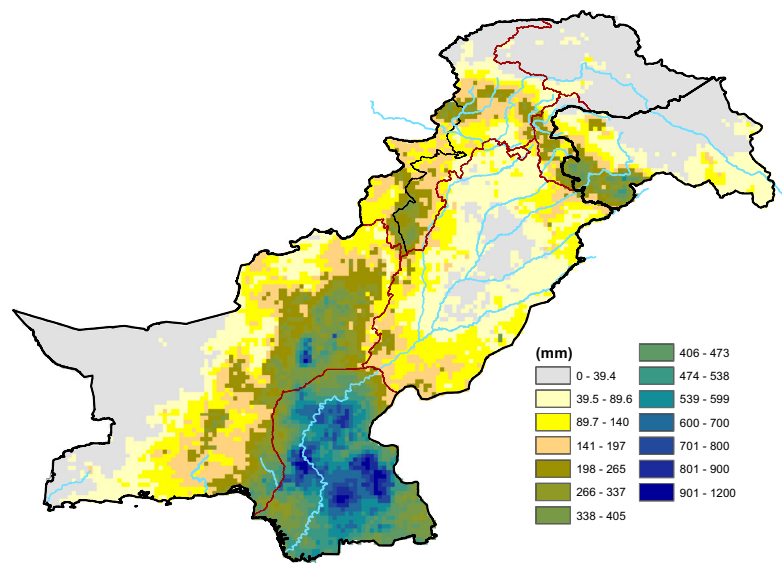 (mm)
0 - 39.4
39.5 - 89.6
89.7 - 140
141 - 197
198 - 265
266 - 337
338 - 405
406 - 473
474 - 538
539 - 599
600 - 700
701 - 800
801 - 900
901 - 1200